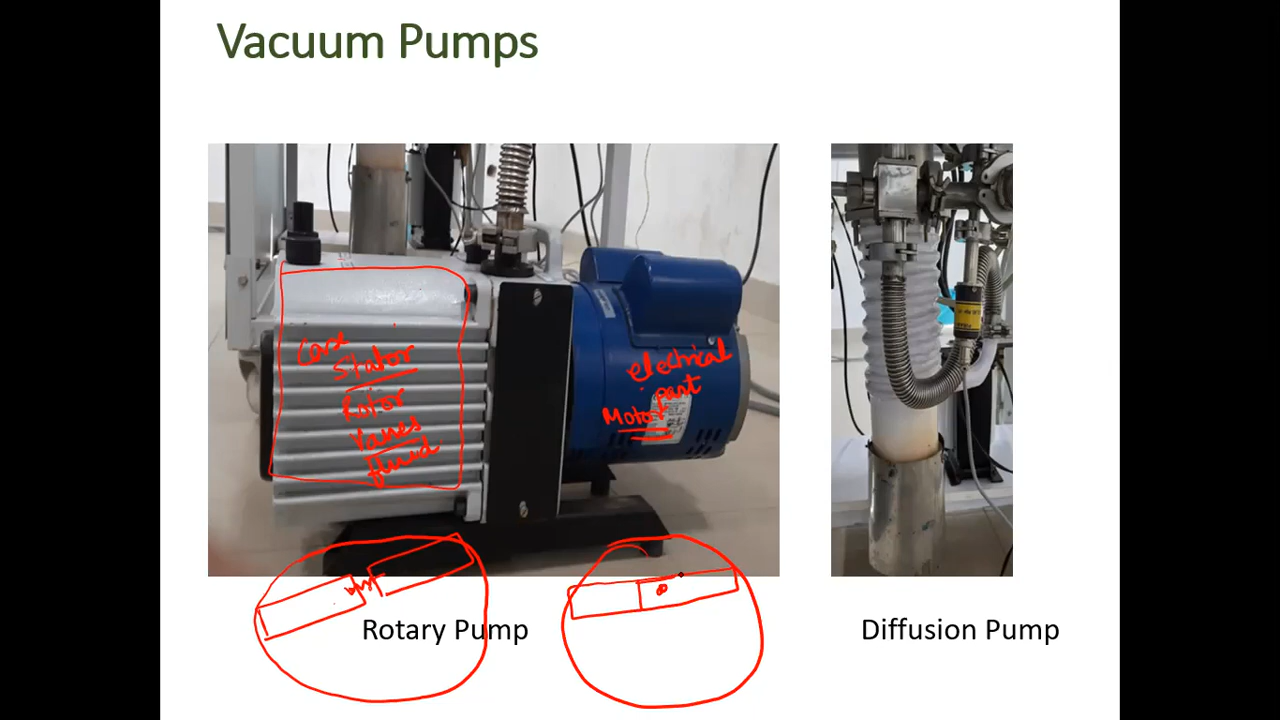 Vacuum Pumps
Case
Stator
Rotor
Vanes
fluid
electrical
part
Motor
Rotary Pump
Diffusion Pump